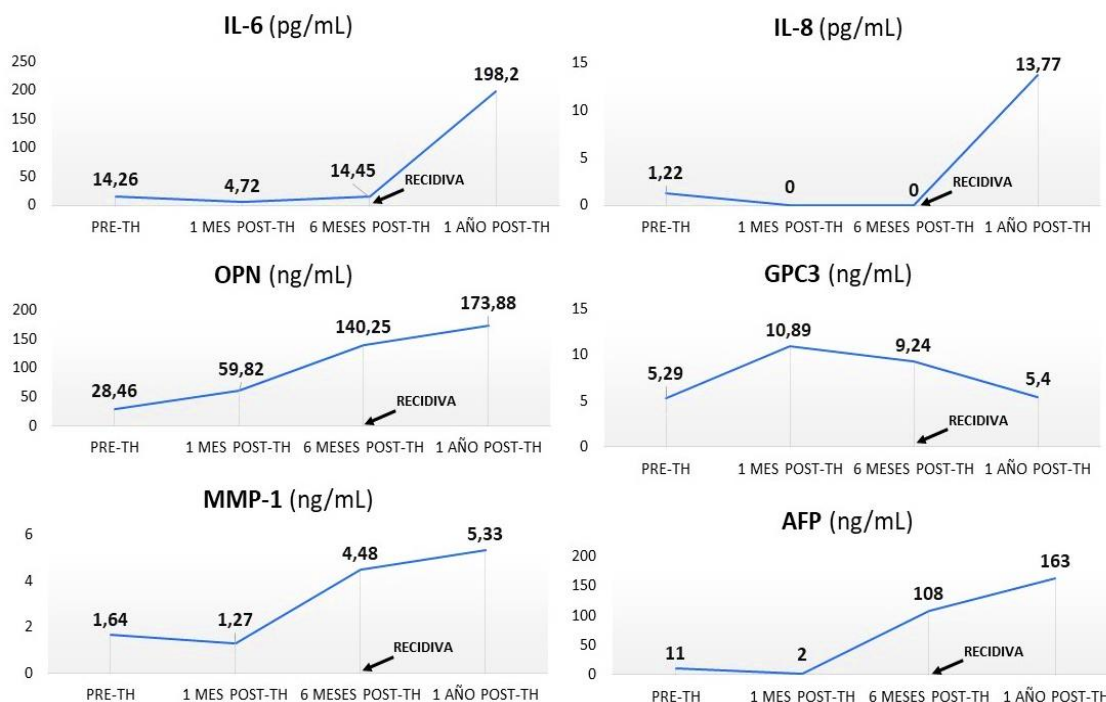 IL-6 (pg/mL)
250
200
150
100
50
0
14,26
4,72
14,45
198,2
RECIDIVA
PRE-TH
1 MES POST-TH
6 MESES POST-TH
1 AÑO POST-TH
IL-8 (pg/mL)
15
10
5
0
1,22
0
0
13,77
RECIDIVA
PRE-TH
1 MES POST-TH
6 MESES POST-TH
1 AÑO POST-TH
OPN (ng/mL)
200
150
100
50
0
28,46
59,82
140,25
173,88
RECIDIVA
PRE-TH
1 MES POST-TH
6 MESES POST-TH
1 AÑO POST-TH
GPC3 (ng/mL)
15
10
5
0
5,29
10,89
9,24
5,4
RECIDIVA
PRE-TH
1 MES POST-TH
6 MESES POST-TH
1 AÑO POST-TH
MMP-1 (ng/mL)
6
4
2
0
1,64
1,27
4,48
5,33
RECIDIVA
PRE-TH
1 MES POST-TH
6 MESES POST-TH
1 AÑO POST-TH
AFP (ng/mL)
200
150
100
50
0
11
2
108
163
RECIDIVA
PRE-TH
1 MES POST-TH
6 MESES POST-TH
1 AÑO POST-TH